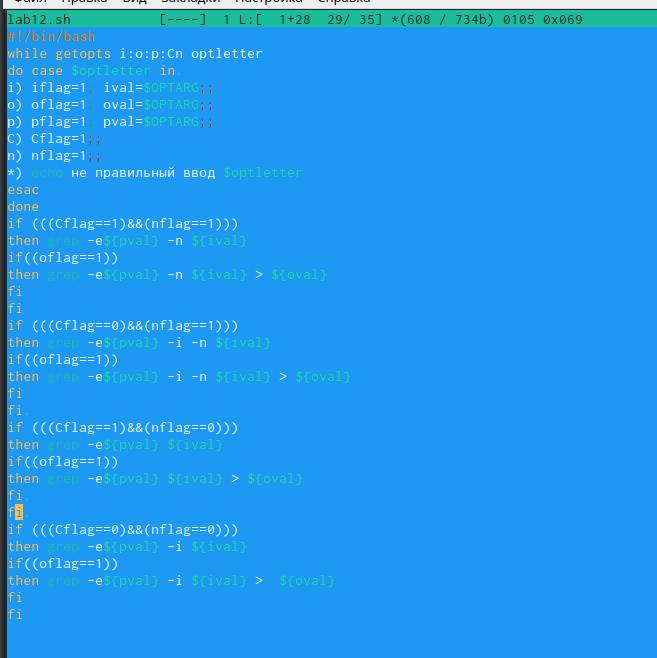 Файл Правка Вид Закладки Настройка Справка
lab12.sh [----] 1 L:[ 1+28 29/ 35] *(608 / 734b) 0105 0x069
#!/bin/bash
while getopts i:o:p:Cn optletter
do case $optletter in
i) iflag=1 ival=$OPTARG;;
o) oflag=1 oval=$OPTARG;;
p) pflag=1 pval=$OPTARG;;
C) Cflag=1;;
n) nflag=1;;
*) echo не правильный ввод $optletter
esac
done
if (((Cflag==1)&&(nflag==1)))
then grep -e${pval} -n ${ival}
if((oflag==1))
then grep -e${pval} -n ${ival} > ${oval}
fi
fi
if (((Cflag==0)&&(nflag==1)))
then grep -e${pval} -i -n ${ival}
if((oflag==1))
then grep -e${pval} -i -n ${ival} > ${oval}
fi
fi
if (((Cflag==1)&&(nflag==0)))
then grep -e${pval} ${ival}
if((oflag==1))
then grep -e${pval} ${ival} > ${oval}
fi
fi
if (((Cflag==0)&&(nflag==0)))
then grep -e${pval} -i ${ival}
if((oflag==1))
then grep -e${pval} -i ${ival} >  ${oval}
fi
fi